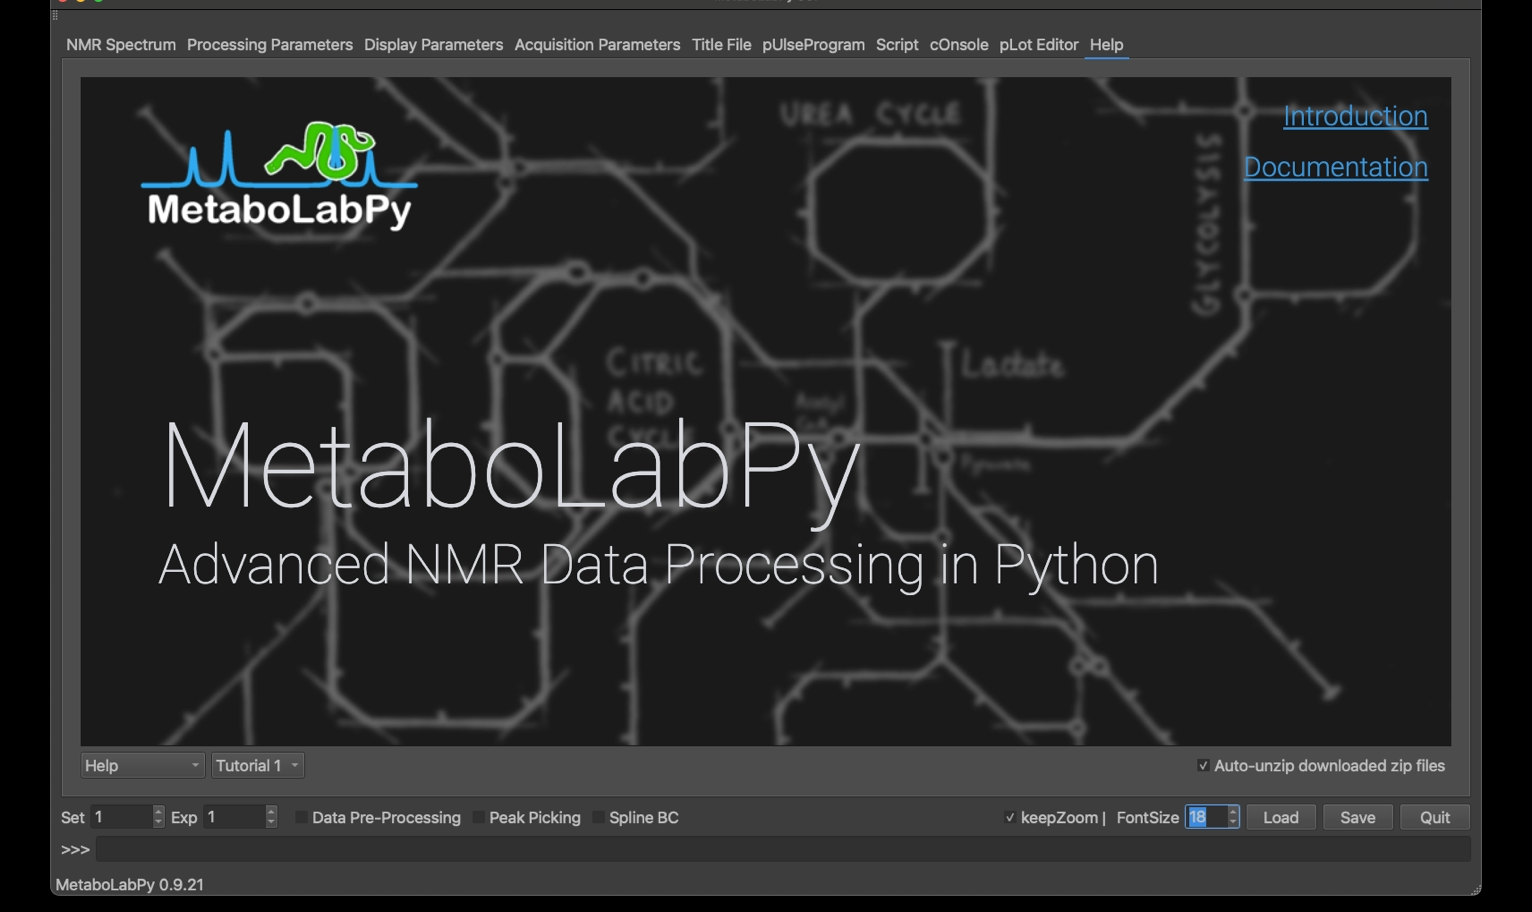 NMR Spectrum Processing Parameters Display Parameters Acquisition Parameters Title File pUlseProgram Script cOnsole pLot Editor Help
UREA CYCLE
Introduction
Documentation
GLYCOLYSIS
MetaboLabPy
CITRIC
ACID
CYCLE
Lactate
Acetyl
Pyruvate
MetaboLabPy
Advanced NMR Data Processing in Python
Help Tutorial 1 Auto-unzip downloaded zip files
Set 1 Exp 1 Data Pre-Processing Peak Picking Spline BC keepZoom | FontSize 18 Load Save Quit
>>>
MetaboLabPy 0.9.21